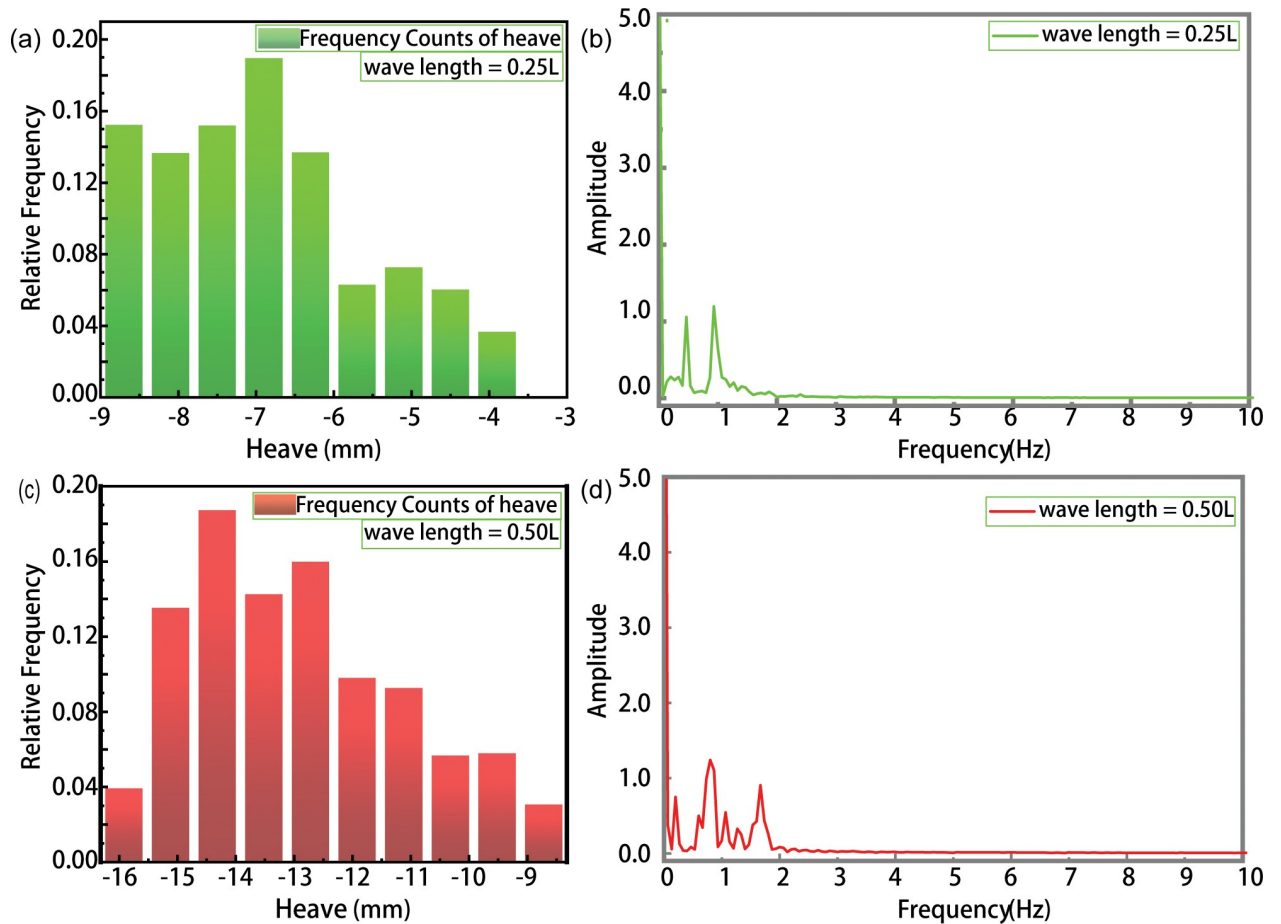 (a)
Frequency Counts of heave
wave length = 0.25L
Relative Frequency
0.20
0.16
0.12
0.08
0.04
0.00
-9 -8 -7 -6 -5 -4 -3
Heave (mm)
(b)
wave length = 0.25L
Amplitude
5.0
4.0
3.0
2.0
1.0
0.0
0 1 2 3 4 5 6 7 8 9 10
Frequency(Hz)
(c)
Frequency Counts of heave
wave length = 0.50L
Relative Frequency
0.20
0.16
0.12
0.08
0.04
0.00
-16 -15 -14 -13 -12 -11 -10 -9
Heave (mm)
(d)
wave length = 0.50L
Amplitude
5.0
4.0
3.0
2.0
1.0
0.0
0 1 2 3 4 5 6 7 8 9 10
Frequency(Hz)